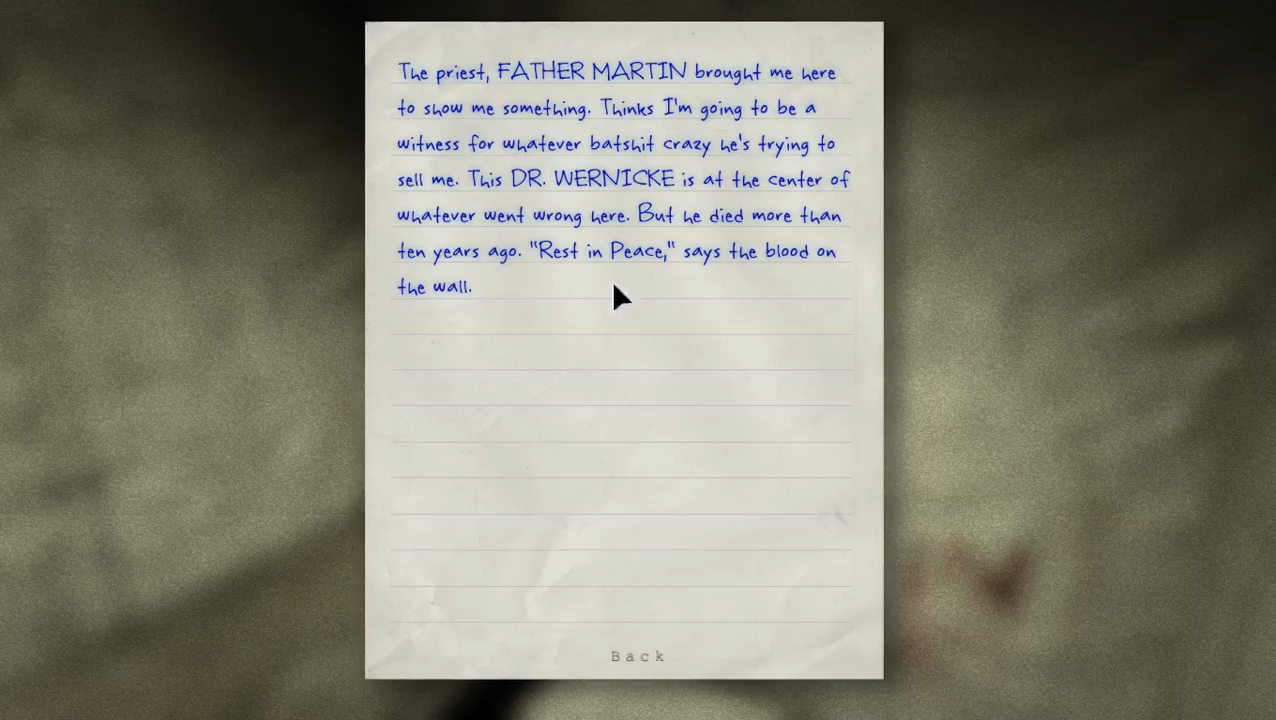 The priest, FATHER MARTIN brought me here
to show me something. Thinks I'm going to be a
witness for whatever batshit crazy he's trying to
sell me. This DR. WERNICKE is at the center of
whatever went wrong here. But he died more than
ten years ago. "Rest in Peace," says the blood on
the wall.
Back